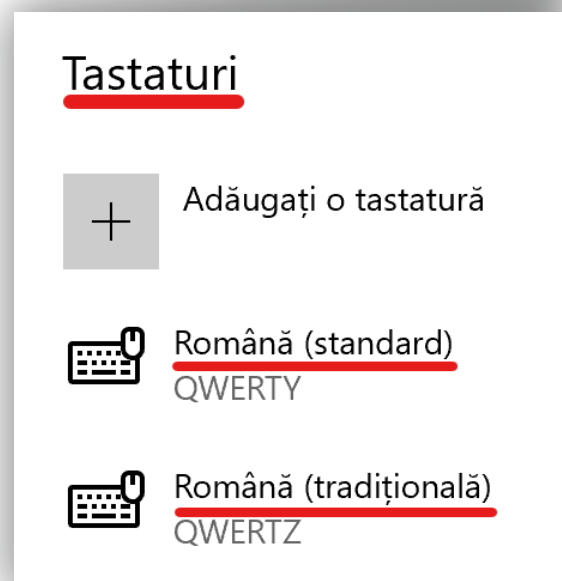 Tastaturi
Adăugați o tastatură
Română (standard)
QWERTY
Română (tradițională)
QWERTZ